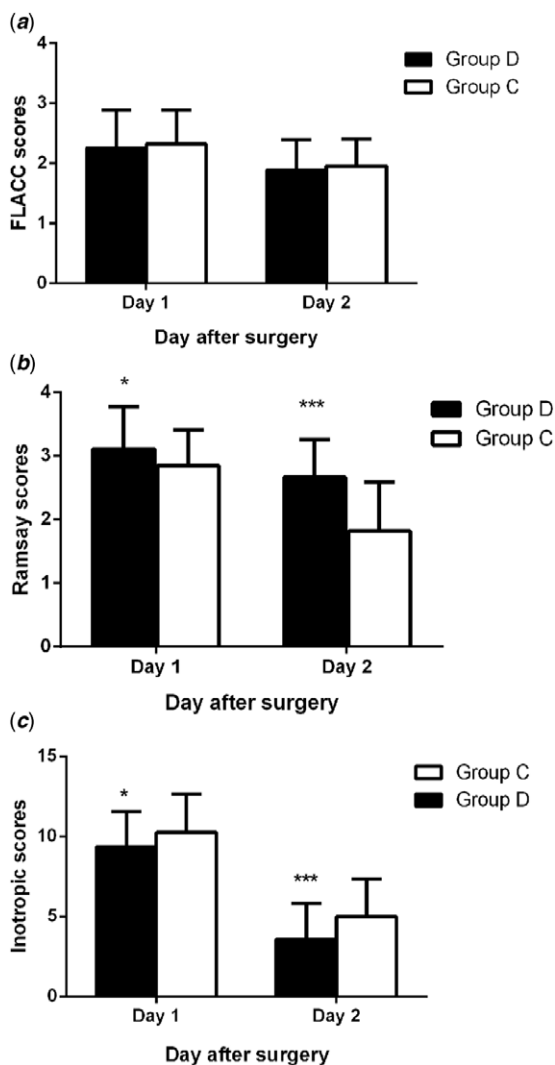 (a)
Group D
Group C
4
3
2
1
0
FLACC scores
Day 1
Day 2
Day after surgery
(b)
*
***
Group D
Group C
4
3
2
1
0
Ramsay scores
Day 1
Day 2
Day after surgery
(c)
Group C
Group D
15
10
5
0
*
***
Inotropic scores
Day 1
Day 2
Day after surgery